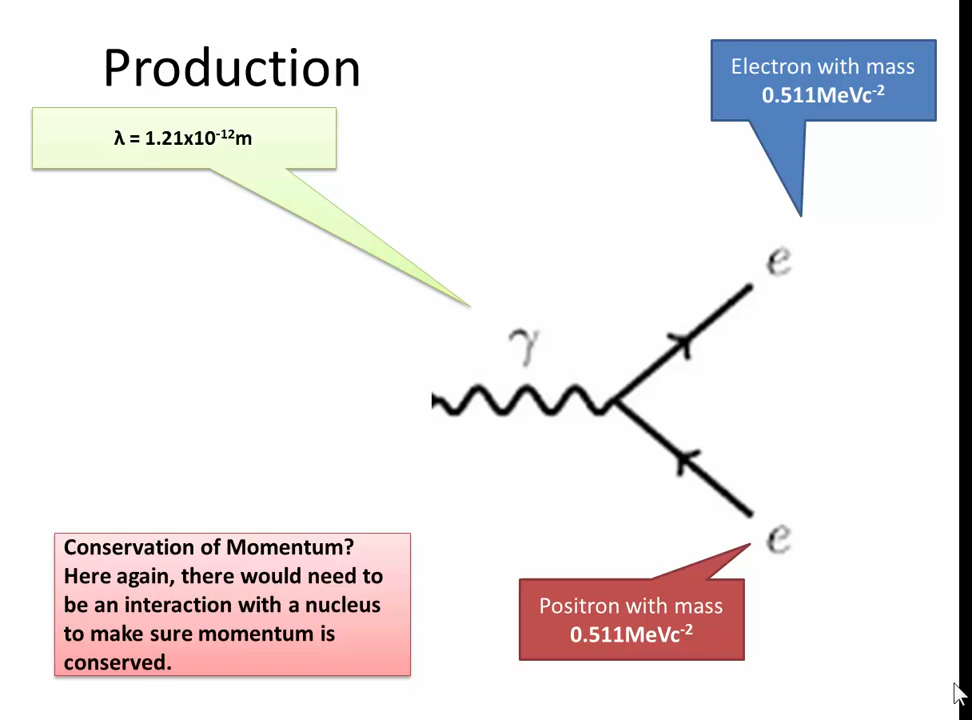 Production
Electron with mass
0.511MeVc⁻²
λ = 1.21x10⁻¹²m
γ
e
e
Conservation of Momentum?
Here again, there would need to
be an interaction with a nucleus
to make sure momentum is
conserved.
Positron with mass
0.511MeVc⁻²